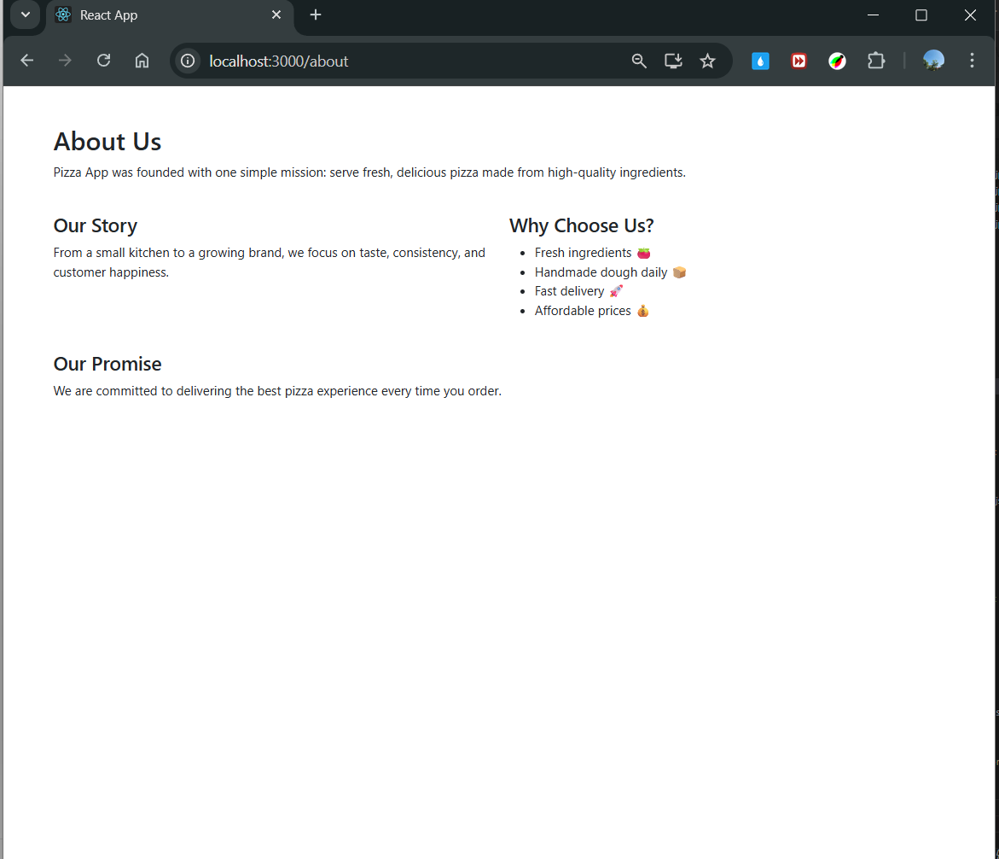 React App
localhost:3000/about
About Us
Pizza App was founded with one simple mission: serve fresh, delicious pizza made from high-quality ingredients.
Our Story
From a small kitchen to a growing brand, we focus on taste, consistency, and
customer happiness.
Why Choose Us?
• Fresh ingredients 🍅
• Handmade dough daily 📦
• Fast delivery 🚀
• Affordable prices 💰
Our Promise
We are committed to delivering the best pizza experience every time you order.